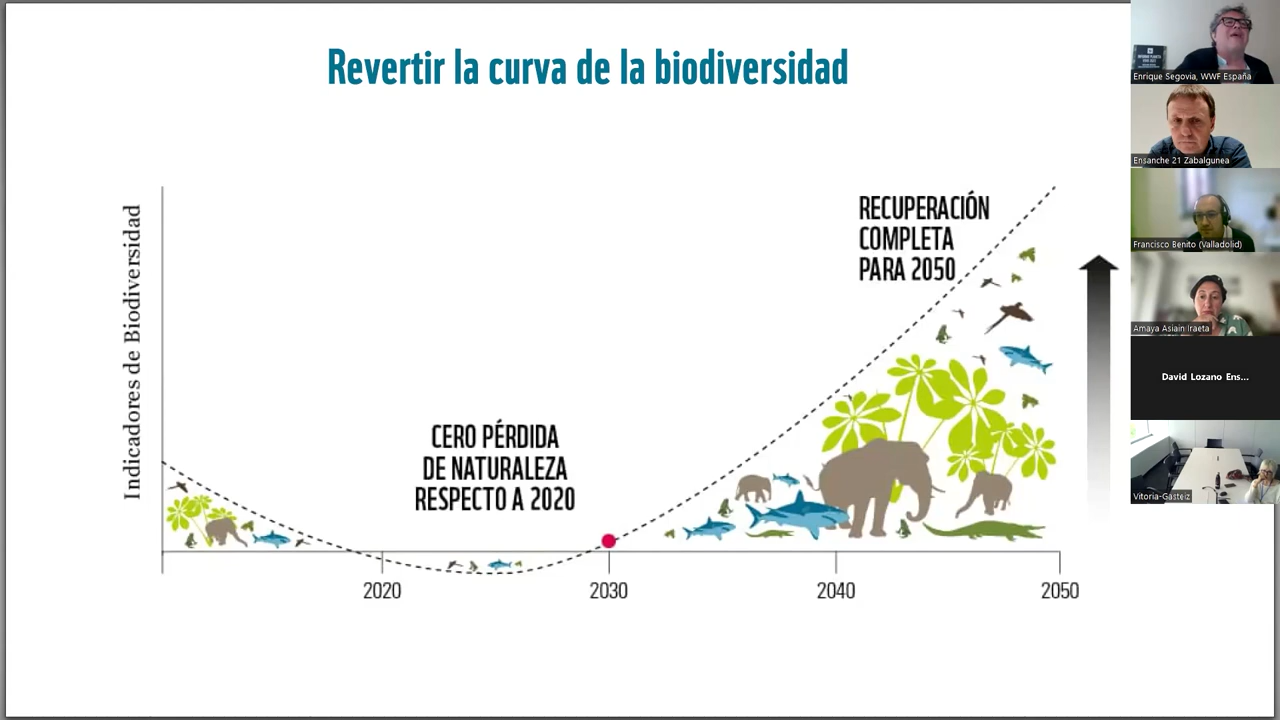 Revertir la curva de la biodiversidad
Indicadores de Biodiversidad
CERO PÉRDIDA
DE NATURALEZA
RESPECTO A 2020
RECUPERACIÓN
COMPLETA
PARA 2050
2020
2030
2040
2050
Enrique Segovia, WWF España
Ensanche 21 Zabalgunea
Francisco Benito (Valladolid)
Amaya Asiain Iraeta
David Lozano Ens...
Vitoria-Gasteiz